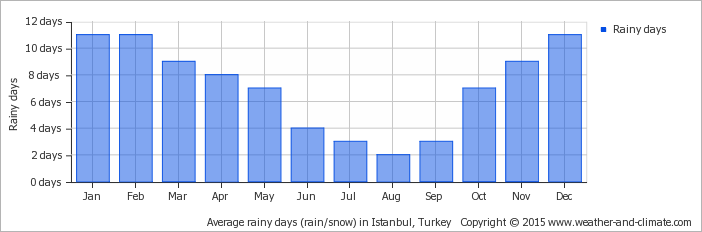 12 days
10 days
8 days
6 days
4 days
2 days
0 days
Rainy days
Jan Feb Mar Apr May Jun Jul Aug Sep Oct Nov Dec
Rainy days
Average rainy days (rain/snow) in Istanbul, Turkey Copyright © 2015 www.weather-and-climate.com